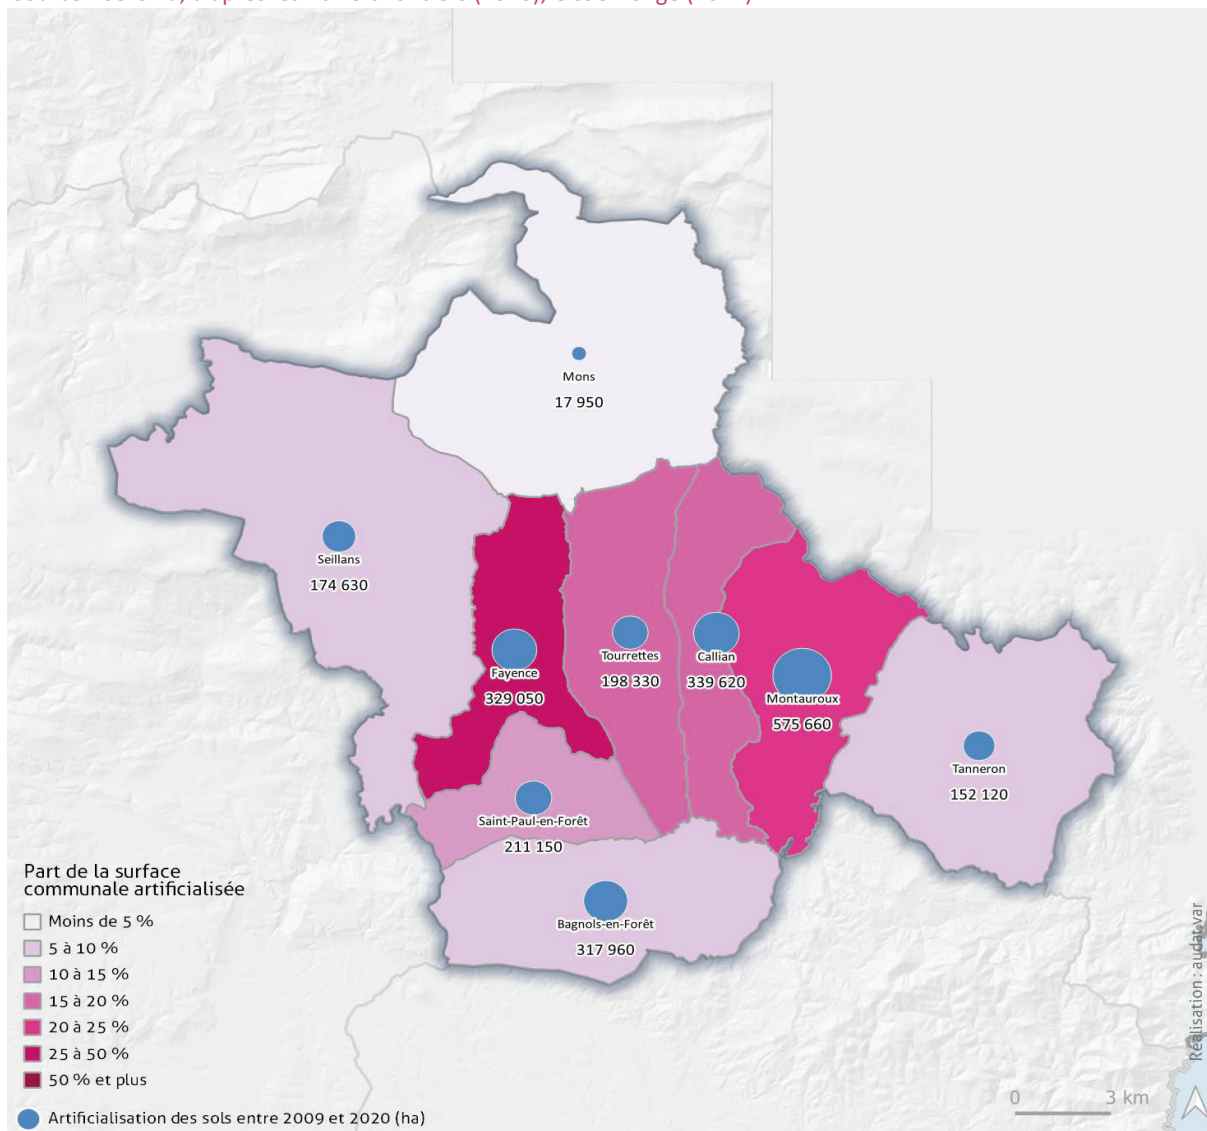 Mons
17 950
Seillans
174 630
Fayence
329 050
Tourrettes
198 330
Callian
339 620
Montauroux
575 660
Tanneron
152 120
Saint-Paul-en-Forêt
211 150
Bagnols-en-Forêt
317 960
Part de la surface
communale artificialisée
Moins de 5 %
5 à 10 %
10 à 15 %
15 à 20 %
20 à 25 %
25 à 50 %
50 % et plus
Artificialisation des sols entre 2009 et 2020 (ha)
0 3 km
Réalisation : audat.var